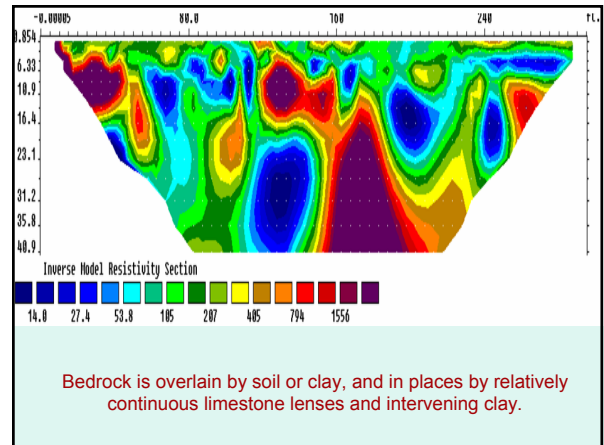 -0.00005 80.0 160 240 ft.
0.854
6.33
10.9
16.4
23.1
31.2
35.8
40.9
Inverse Model Resistivity Section
14.0 27.4 53.8 105 207 405 794 1556
Bedrock is overlain by soil or clay, and in places by relatively
continuous limestone lenses and intervening clay.